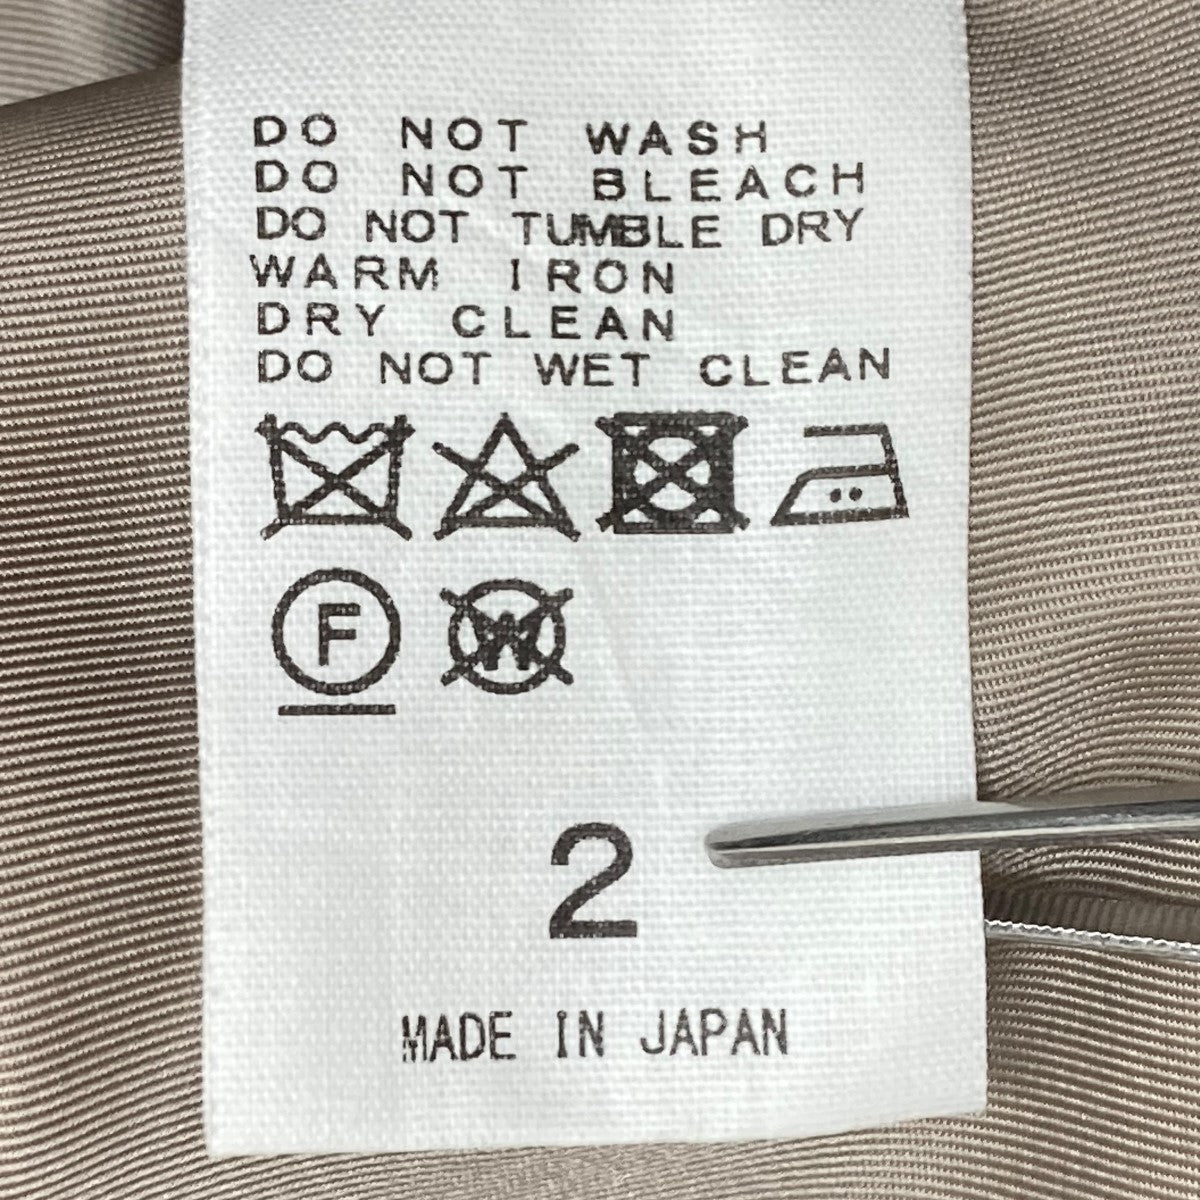 DO NOT WASH
DO NOT BLEACH
DO NOT TUMBLE DRY
WARM IRON
DRY CLEAN
DO NOT WET CLEAN
F W
2
MADE IN JAPAN